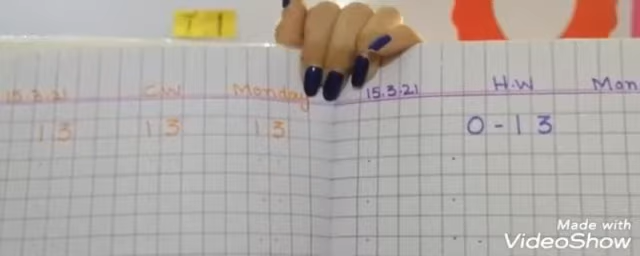 T 1
15.3.21 C.W Monday
13 13 13
15.3.21 H.W Mon
0-13
Made with
VideoShow